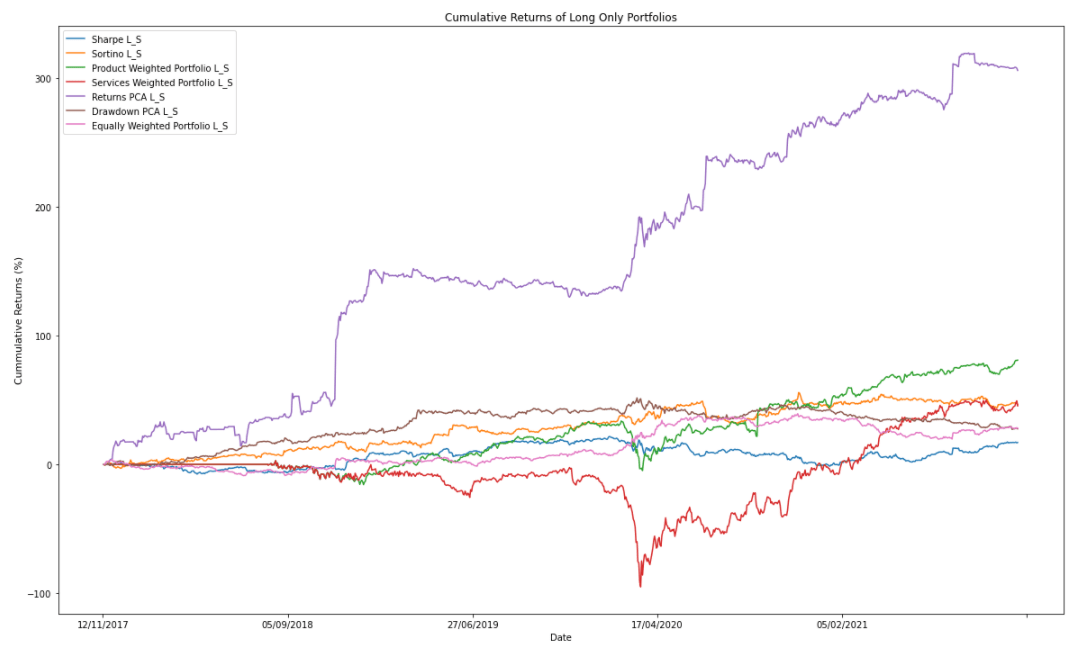 Cumulative Returns of Long Only Portfolios
Sharpe L_S
Sortino L_S
Product Weighted Portfolio L_S
Services Weighted Portfolio L_S
Returns PCA L_S
Drawdown PCA L_S
Equally Weighted Portfolio L_S
300
200
100
0
−100
Cummulative Returns (%)
12/11/2017
05/09/2018
27/06/2019
17/04/2020
05/02/2021
Date